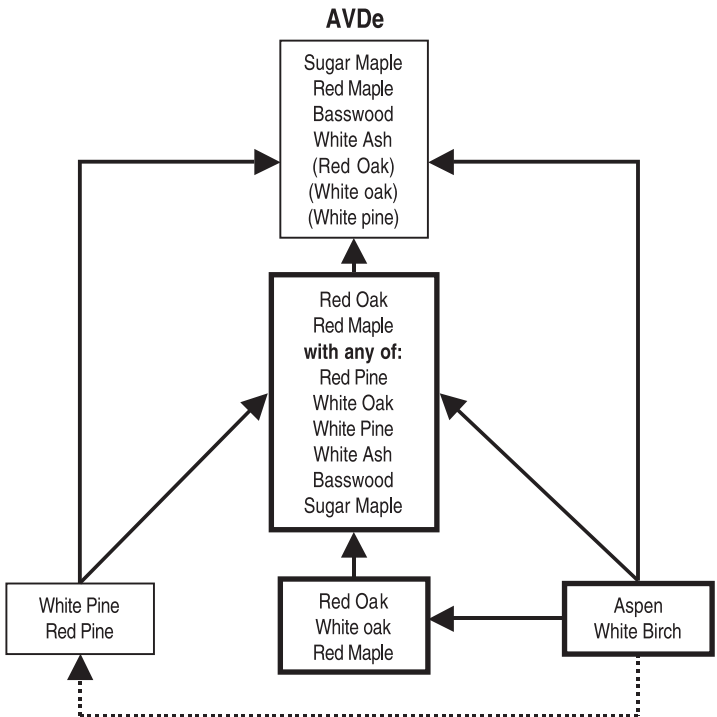 AVDe
Sugar Maple
Red Maple
Basswood
White Ash
(Red Oak)
(White oak)
(White pine)
Red Oak
Red Maple
with any of:
Red Pine
White Oak
White Pine
White Ash
Basswood
Sugar Maple
White Pine
Red Pine
Red Oak
White oak
Red Maple
Aspen
White Birch